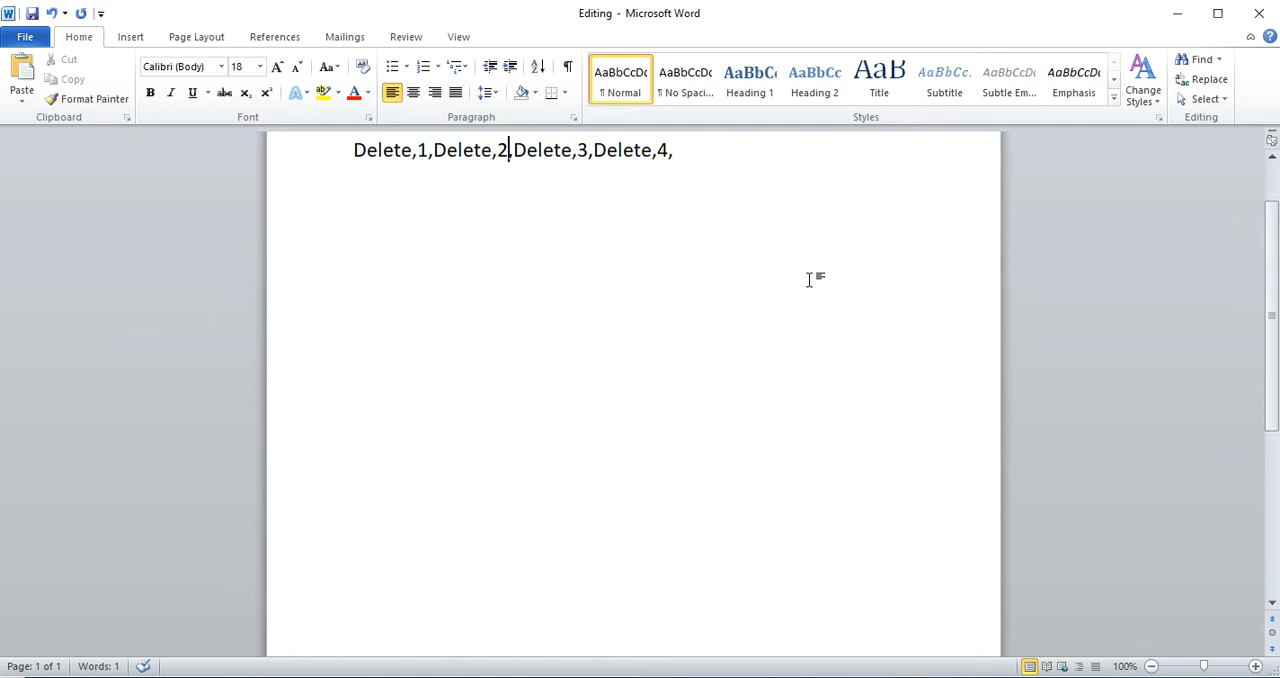 Editing - Microsoft Word
File Home Insert Page Layout References Mailings Review View
Paste
Cut
Copy
Format Painter
Clipboard
Calibri (Body) 18
Font
Paragraph
AaBbCcDc AaBbCcDc AaBbCc AaBbCc AaB AaBbCc. AaBbCcDc AaBbCcDc
¶ Normal ¶ No Spaci... Heading 1 Heading 2 Title Subtitle Subtle Em... Emphasis
Change Styles
Styles
Find
Replace
Select
Editing
Delete,1,Delete,2,Delete,3,Delete,4,
Page: 1 of 1 Words: 1 100%